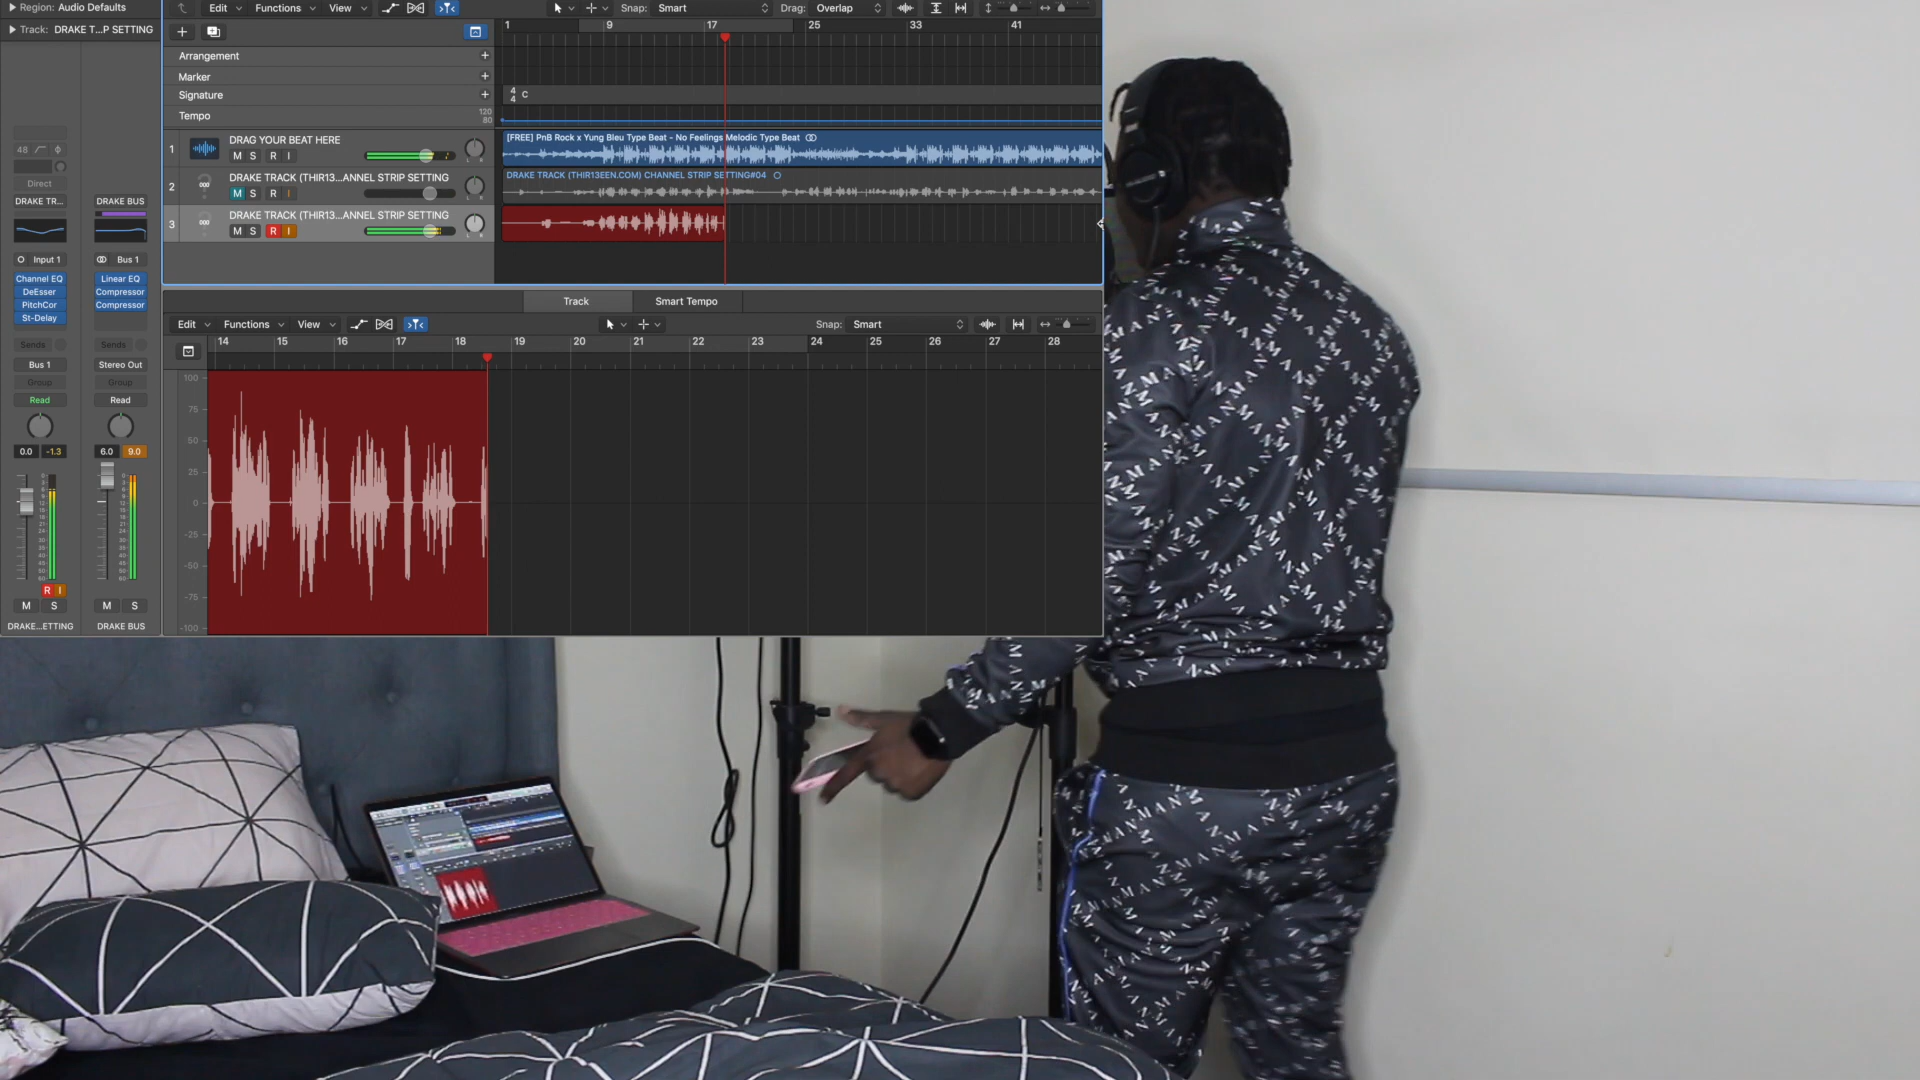 Region: Audio Defaults
Track: DRAKE T...P SETTING
Edit Functions View Snap: Smart Drag: Overlap
1 9 17 25 33 41
Arrangement
Marker
Signature
4 4 C
Tempo
120
80
1 DRAG YOUR BEAT HERE
M S R I
[FREE] PnB Rock x Yung Bleu Type Beat - No Feelings Melodic Type Beat
2 DRAKE TRACK (THIR13...ANNEL STRIP SETTING
M S R I
DRAKE TRACK (THIR13EEN.COM) CHANNEL STRIP SETTING#04
3 DRAKE TRACK (THIR13...ANNEL STRIP SETTING
M S R I
48
Direct
DRAKE TR... DRAKE BUS
Input 1 Bus 1
Channel EQ Linear EQ
DeEsser Compressor
PitchCor Compressor
St-Delay
Sends Sends
Bus 1 Stereo Out
Group Group
Read Read
0.0 -1.3 6.0 9.0
R I
M S M S
DRAKE...ETTING DRAKE BUS
Track Smart Tempo
Edit Functions View Snap: Smart
14 15 16 17 18 19 20 21 22 23 24 25 26 27 28
100
75
50
25
0
-25
-50
-75
-100